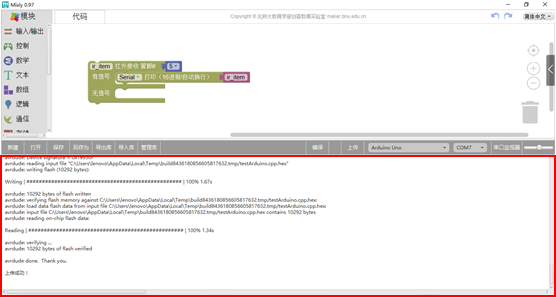 Mixly 0.97
模块
代码
Copyright © 北师大教育学部创客教育实验室 maker.bnu.edu.cn
简体中文
输入/输出
控制
数学
文本
数组
逻辑
通信
ir_item 红外接收 管脚# 6
有信号 Serial 打印（16进制/自动换行） ir_item
无信号
新建 打开 保存 另存为 导出库 导入库 管理库 编译 上传 Arduino Uno COM7 串口监视器
avrdude: reading input file "C:\Users\lenovo\AppData\Local\Temp\build8436180856605817632.tmp/testArduino.cpp.hex"
avrdude: writing flash (10292 bytes):
Writing | ################################################## | 100% 1.67s
avrdude: 10292 bytes of flash written
avrdude: verifying flash memory against C:\Users\lenovo\AppData\Local\Temp\build8436180856605817632.tmp/testArduino.cpp.hex:
avrdude: load data flash data from input file C:\Users\lenovo\AppData\Local\Temp\build8436180856605817632.tmp/testArduino.cpp.hex:
avrdude: input file C:\Users\lenovo\AppData\Local\Temp\build8436180856605817632.tmp/testArduino.cpp.hex contains 10292 bytes
avrdude: reading on-chip flash data:
Reading | ################################################## | 100% 1.34s
avrdude: verifying ...
avrdude: 10292 bytes of flash verified
avrdude done. Thank you.
上传成功！